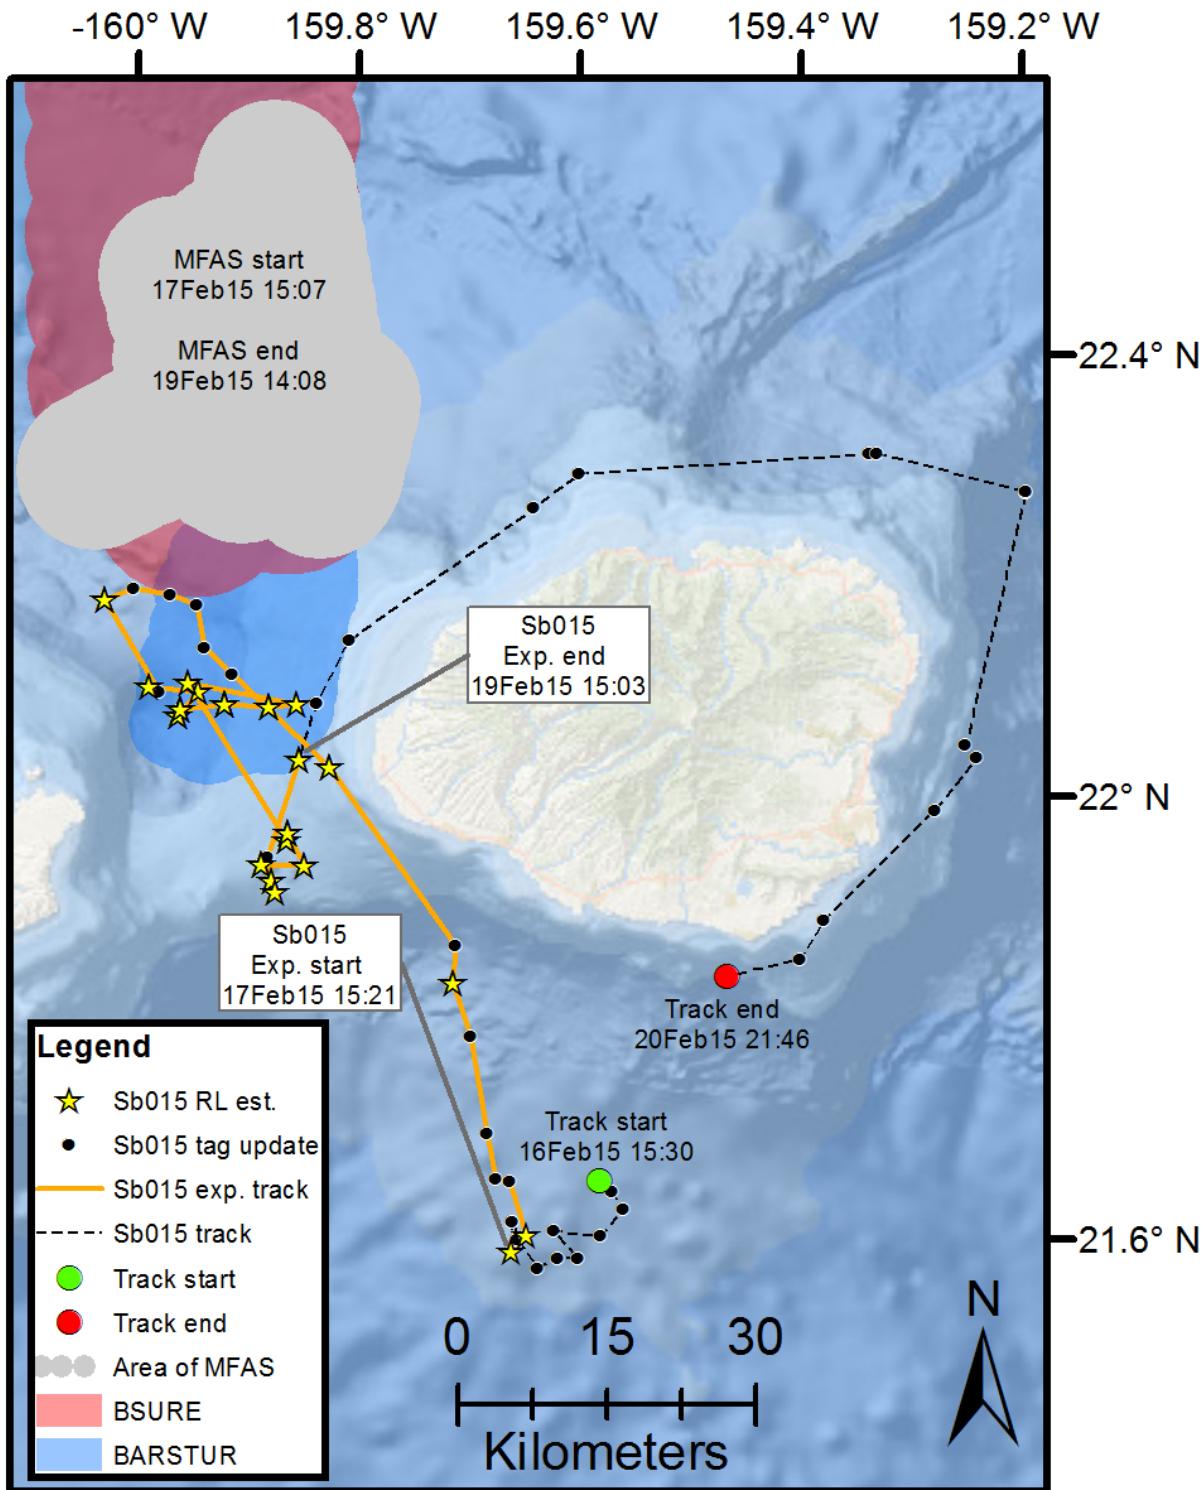 -160° W 159.8° W 159.6° W 159.4° W 159.2° W
MFAS start
17Feb15 15:07
MFAS end
19Feb15 14:08
22.4° N
Sb015
Exp. end
19Feb15 15:03
22° N
Sb015
Exp. start
17Feb15 15:21
Track end
20Feb15 21:46
Track start
16Feb15 15:30
21.6° N
Legend
Sb015 RL est.
Sb015 tag update
Sb015 exp. track
Sb015 track
Track start
Track end
Area of MFAS
BSURE
BARSTUR
0 15 30
Kilometers
N